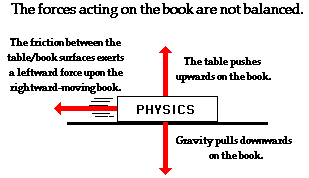 The forces acting on the book are not balanced.
The friction between the
table/book surfaces exerts
a leftward force upon the
rightward-moving book.
The table pushes
upwards on the book.
PHYSICS
Gravity pulls downwards
on the book.